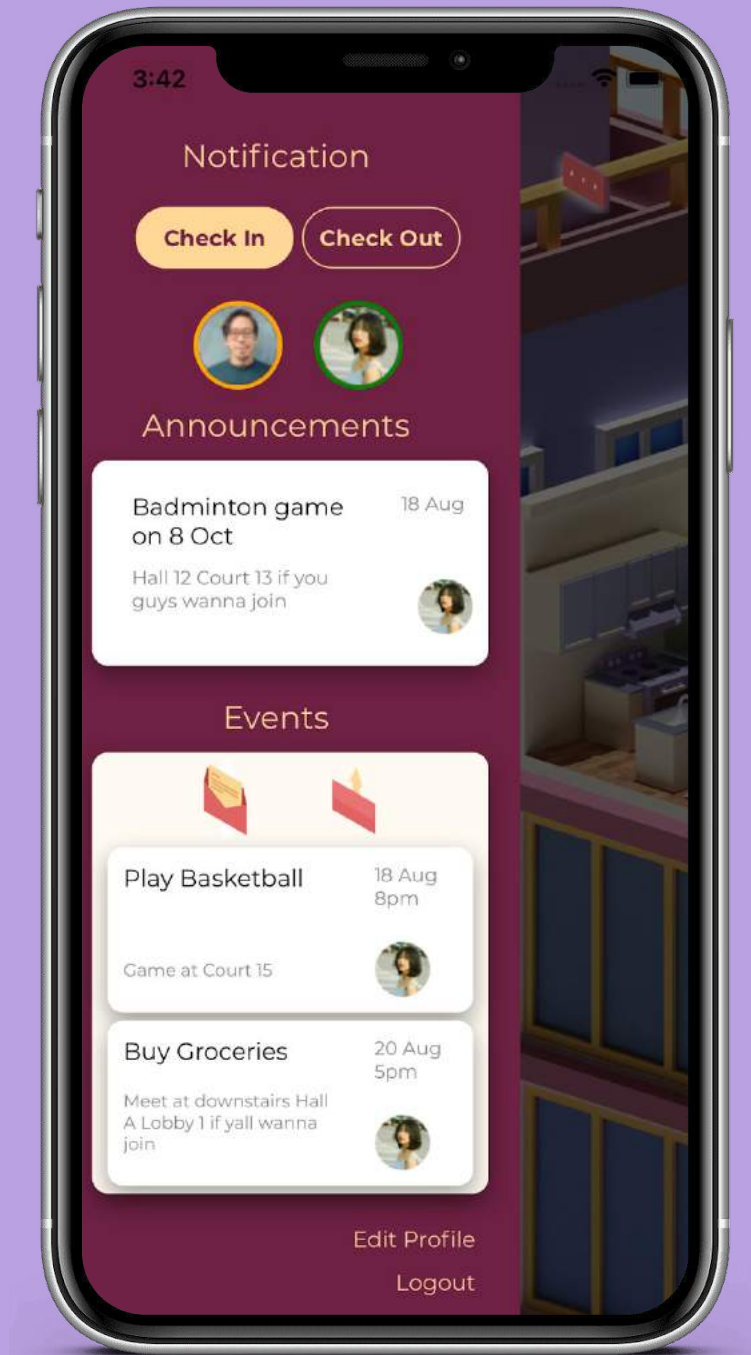 3:42
Notification
Check In
Check Out
Announcements
Badminton game
on 8 Oct
18 Aug
Hall 12 Court 13 if you
guys wanna join
Events
Play Basketball
18 Aug
8pm
Game at Court 15
Buy Groceries
20 Aug
5pm
Meet at downstairs Hall
A Lobby 1 if yall wanna
join
Edit Profile
Logout